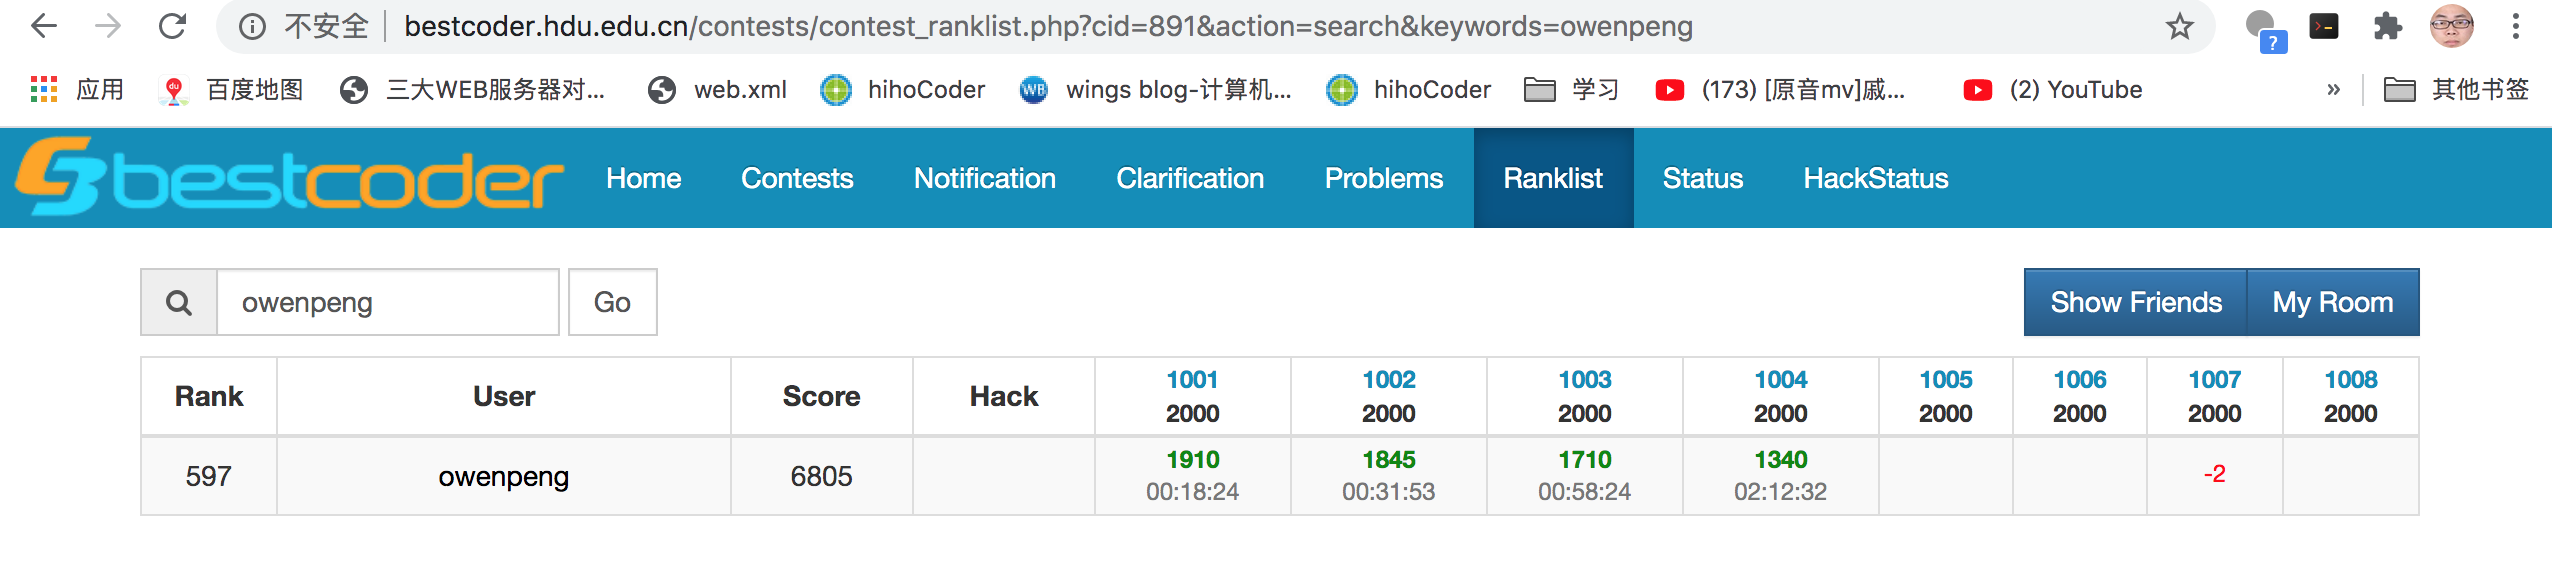 不安全 bestcoder.hdu.edu.cn/contests/contest_ranklist.php?cid=891&action=search&keywords=owenpeng
?
应用 百度地图 三大WEB服务器对... web.xml hihoCoder wings blog-计算机... hihoCoder 学习 (173) [原音mv]戚... (2) YouTube » 其他书签
du WB
bestcoder Home Contests Notification Clarification Problems Ranklist Status HackStatus
owenpeng Go Show Friends My Room
Rank User Score Hack 1001 1002 1003 1004 1005 1006 1007 1008
2000 2000 2000 2000 2000 2000 2000 2000
597 owenpeng 6805 1910 1845 1710 1340 -2
00:18:24 00:31:53 00:58:24 02:12:32